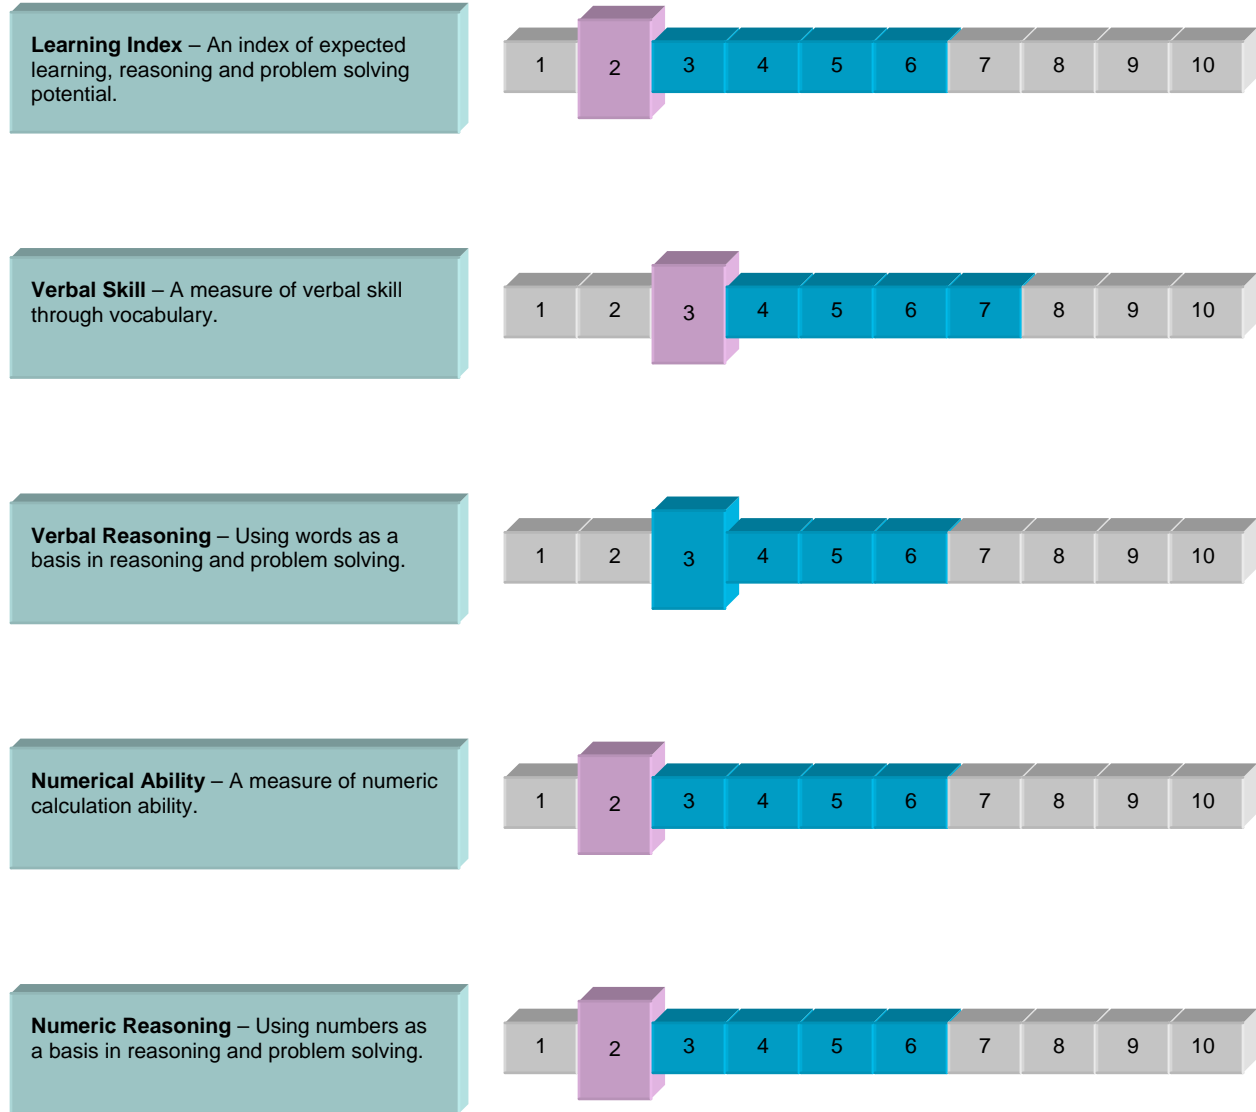 Learning Index – An index of expected
learning, reasoning and problem solving
potential.
1 2 3 4 5 6 7 8 9 10
Verbal Skill – A measure of verbal skill
through vocabulary.
1 2 3 4 5 6 7 8 9 10
Verbal Reasoning – Using words as a
basis in reasoning and problem solving.
1 2 3 4 5 6 7 8 9 10
Numerical Ability – A measure of numeric
calculation ability.
1 2 3 4 5 6 7 8 9 10
Numeric Reasoning – Using numbers as
a basis in reasoning and problem solving.
1 2 3 4 5 6 7 8 9 10